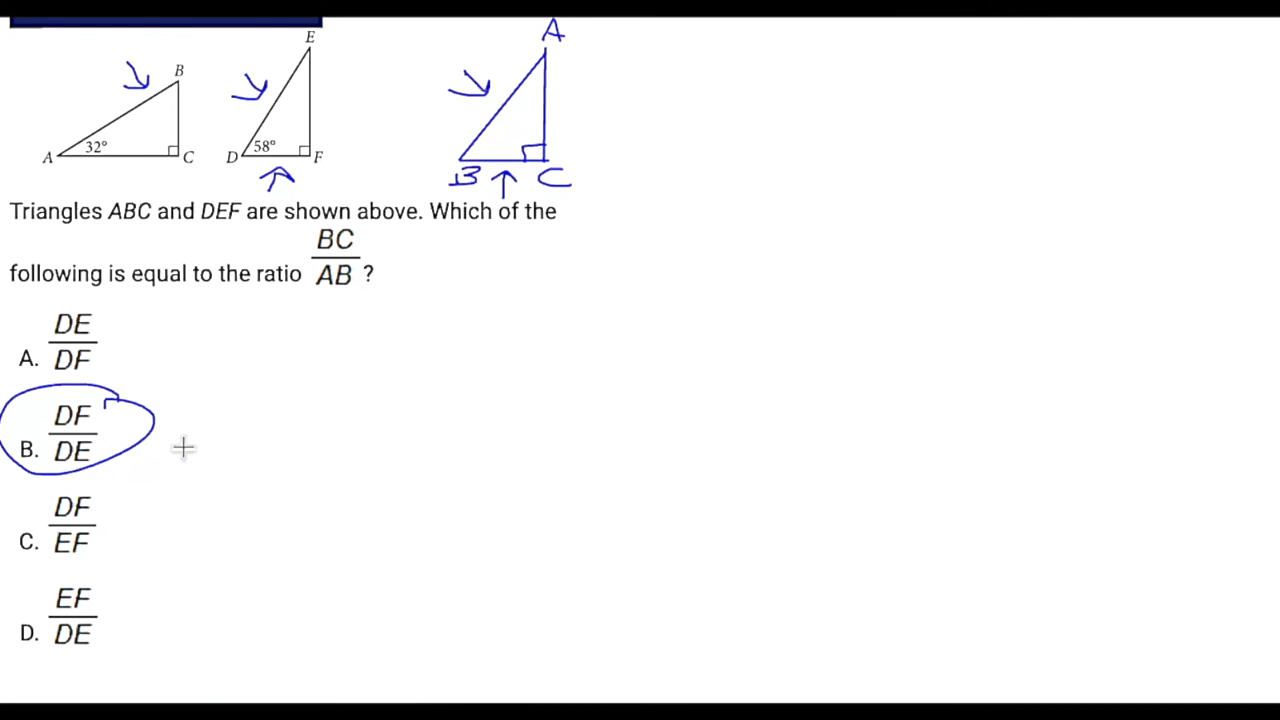 E
A
B
A
32°
C
D
58°
F
B
C
Triangles ABC and DEF are shown above. Which of the
BC
following is equal to the ratio
AB
?
DE
A.
DF
DF
B.
DE
DF
C.
EF
EF
D.
DE